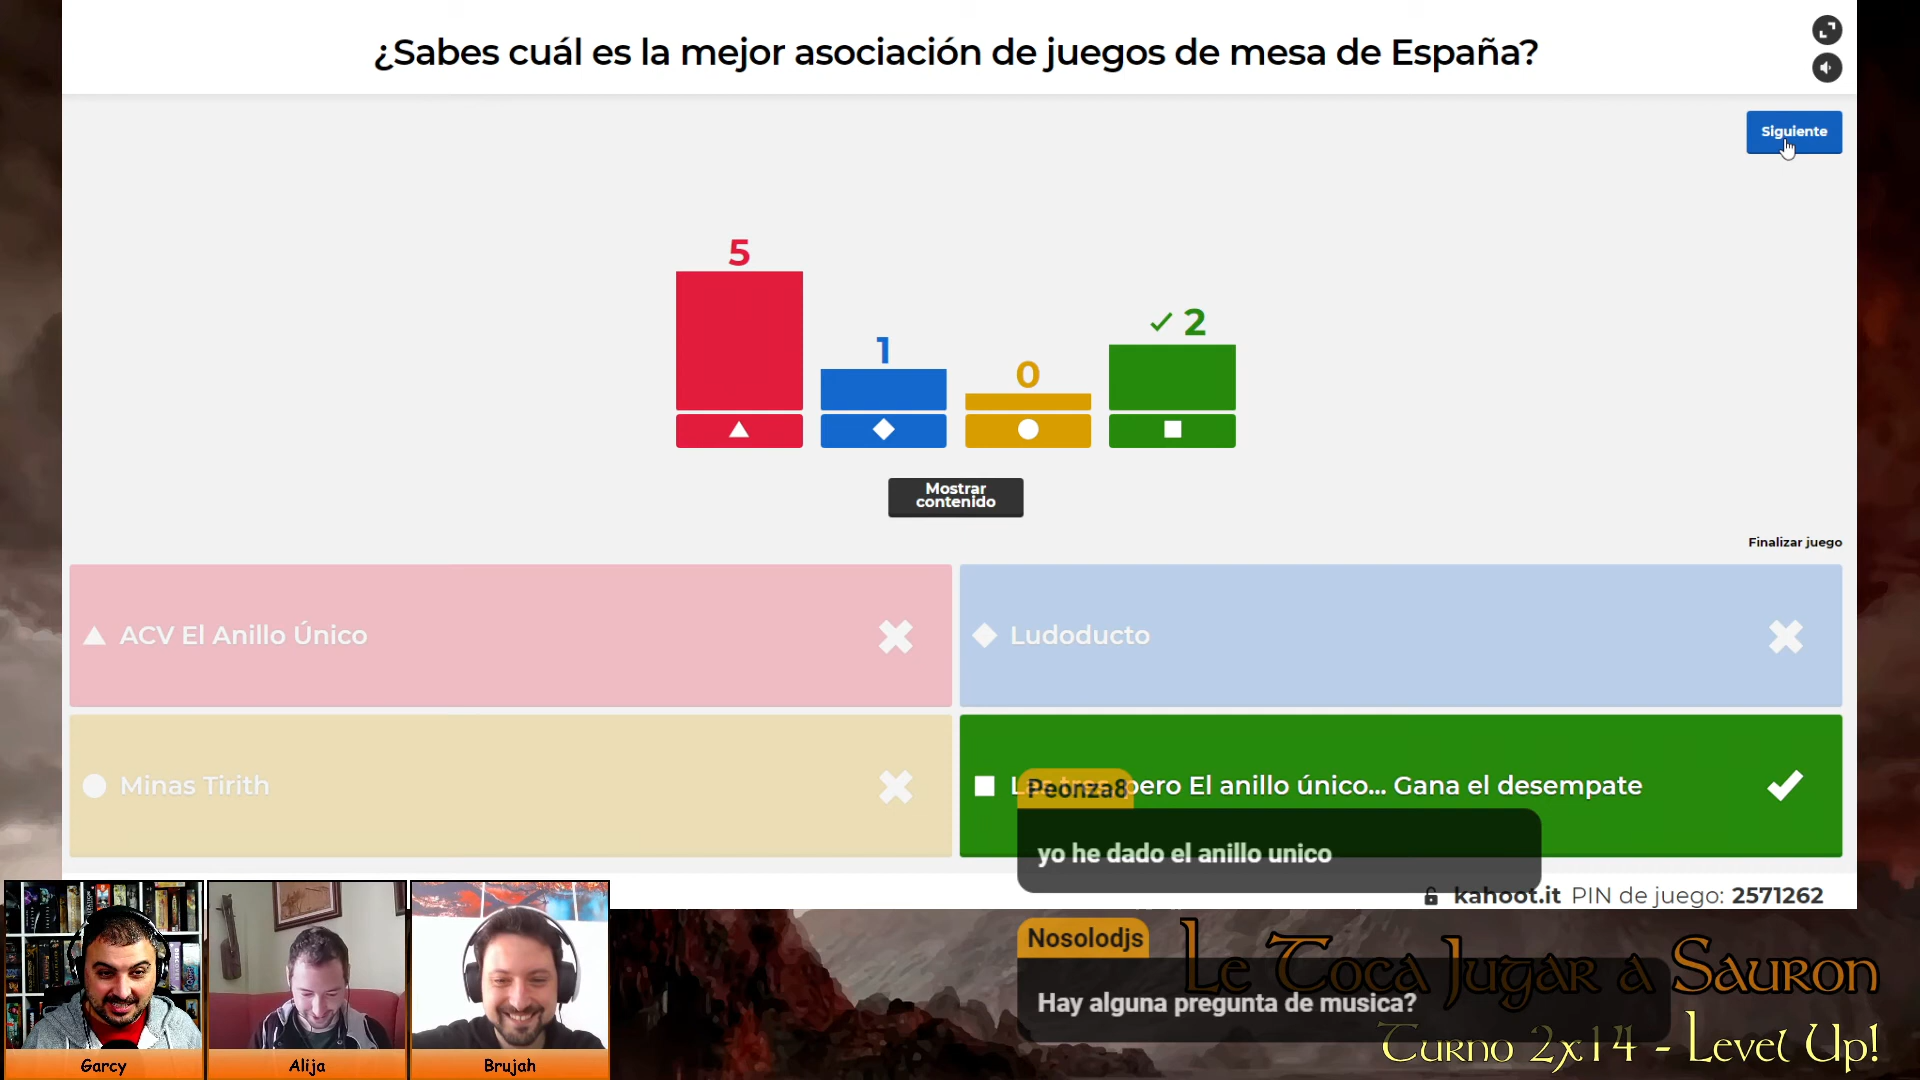 ¿Sabes cuál es la mejor asociación de juegos de mesa de España?
Siguiente
5
1
0
2
Mostrar
contenido
Finalizar juego
ACV El Anillo Único
Ludoducto
Minas Tirith
pero El anillo único... Gana el desempate
Peonza8
yo he dado el anillo unico
kahoot.it PIN de juego: 2571262
Nosolodjs
Hay alguna pregunta de musica?
Le Toca Jugar a Sauron
Turno 2x14 - Level Up!
Garcy
Alija
Brujah